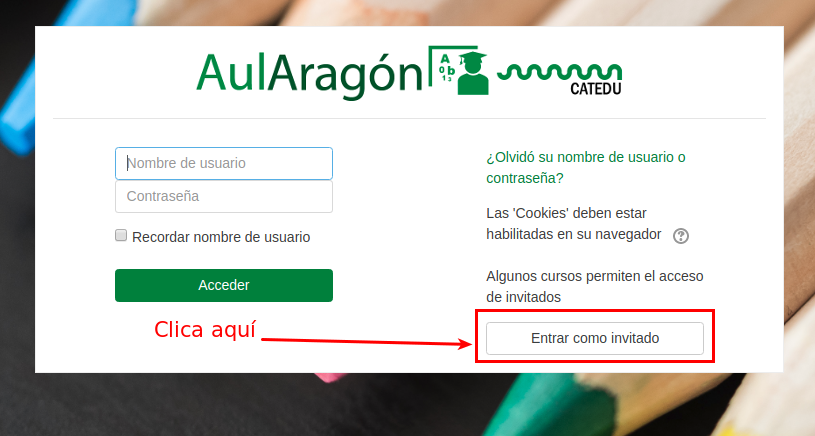 AulAragón
A
b
0
1 2
CATEDU
Nombre de usuario
Contraseña
Recordar nombre de usuario
Acceder
¿Olvidó su nombre de usuario o
contraseña?
Las 'Cookies' deben estar
habilitadas en su navegador ?
Algunos cursos permiten el acceso
de invitados
Clica aquí
Entrar como invitado